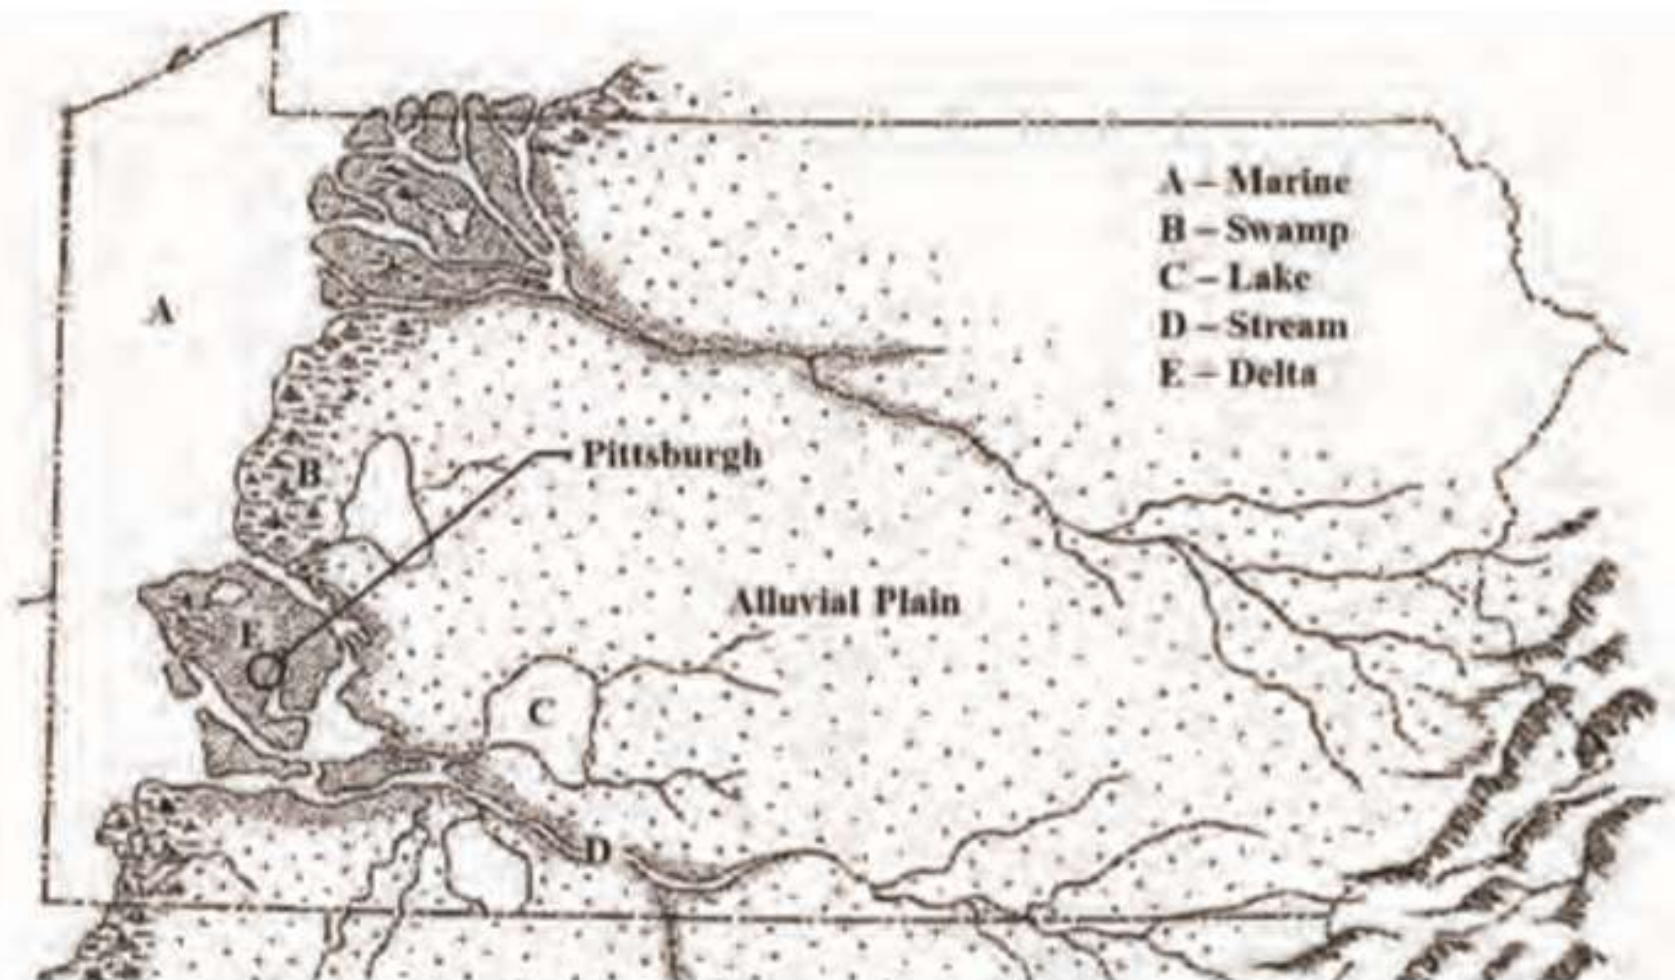 A – Marine
B – Swamp
C – Lake
D – Stream
E – Delta
A
B
Pittsburgh
Alluvial Plain
E
C
D